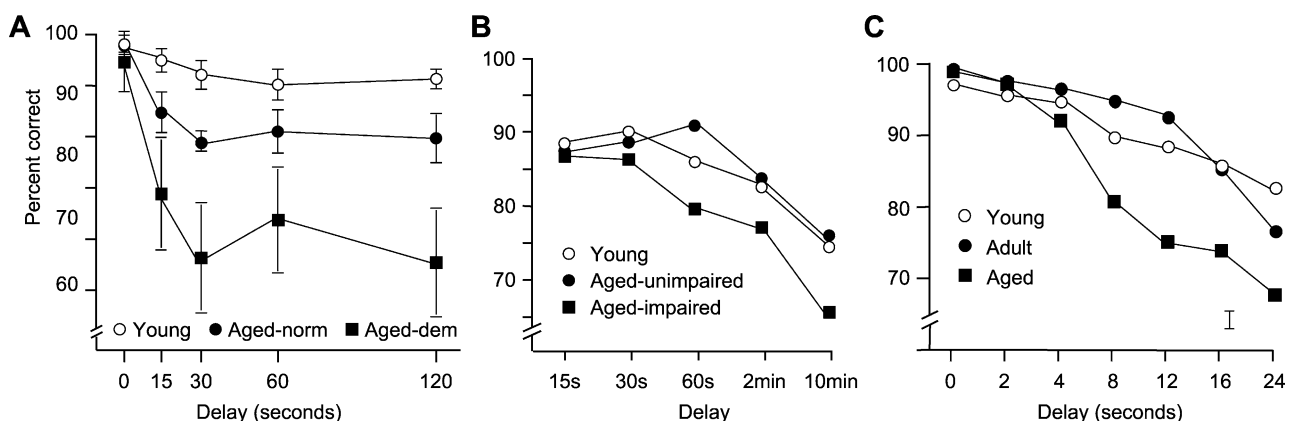 A
Percent correct
100
90
80
70
60
Young
Aged-norm
Aged-dem
0 15 30 60 120
Delay (seconds)
B
100
90
80
70
Young
Aged-unimpaired
Aged-impaired
15s 30s 60s 2min 10min
Delay
C
100
90
80
70
Young
Adult
Aged
0 2 4 8 12 16 24
Delay (seconds)